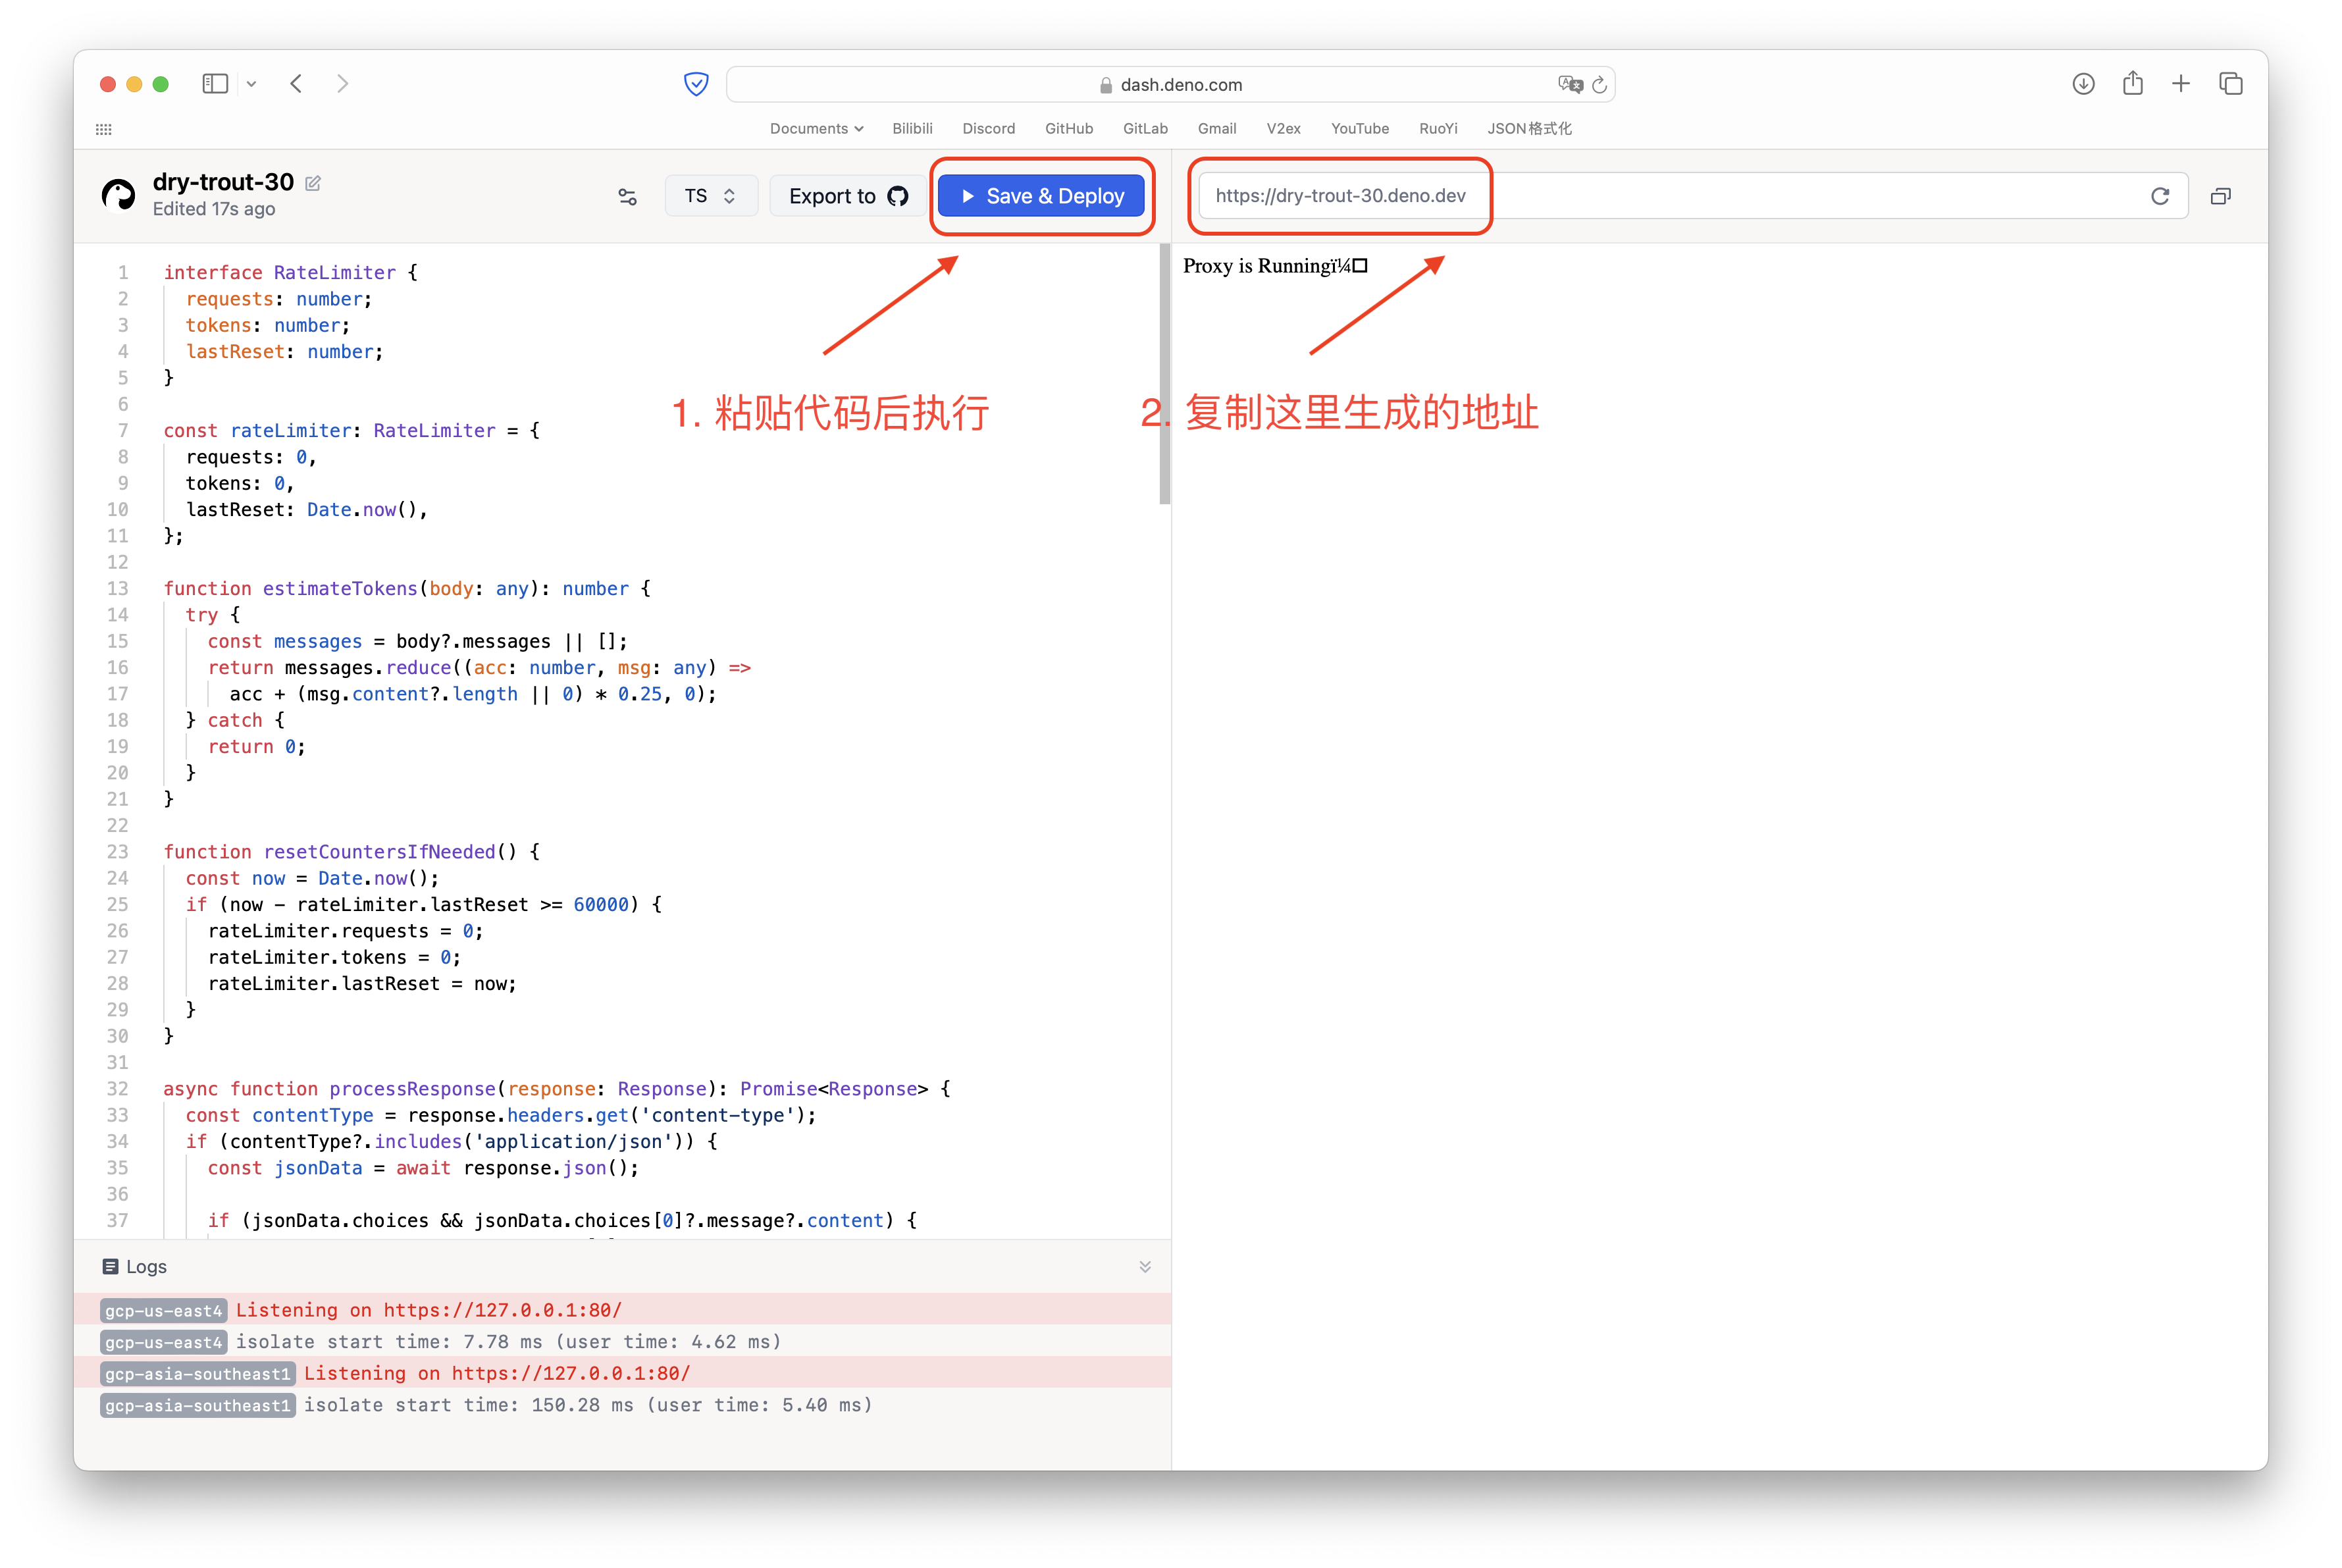 dash.deno.com
Documents Bilibili Discord GitHub GitLab Gmail V2ex YouTube RuoYi JSON格式化
dry-trout-30
Edited 17s ago
TS Export to Save & Deploy
https://dry-trout-30.deno.dev
Proxy is Runningï¼□
1. 粘贴代码后执行
2. 复制这里生成的地址
1 interface RateLimiter {
2 requests: number;
3 tokens: number;
4 lastReset: number;
5 }
6
7 const rateLimiter: RateLimiter = {
8 requests: 0,
9 tokens: 0,
10 lastReset: Date.now(),
11 };
12
13 function estimateTokens(body: any): number {
14 try {
15 const messages = body?.messages || [];
16 return messages.reduce((acc: number, msg: any) =>
17 acc + (msg.content?.length || 0) * 0.25, 0);
18 } catch {
19 return 0;
20 }
21 }
22
23 function resetCountersIfNeeded() {
24 const now = Date.now();
25 if (now - rateLimiter.lastReset >= 60000) {
26 rateLimiter.requests = 0;
27 rateLimiter.tokens = 0;
28 rateLimiter.lastReset = now;
29 }
30 }
31
32 async function processResponse(response: Response): Promise<Response> {
33 const contentType = response.headers.get('content-type');
34 if (contentType?.includes('application/json')) {
35 const jsonData = await response.json();
36
37 if (jsonData.choices && jsonData.choices[0]?.message?.content) {
Logs
gcp-us-east4 Listening on https://127.0.0.1:80/
gcp-us-east4 isolate start time: 7.78 ms (user time: 4.62 ms)
gcp-asia-southeast1 Listening on https://127.0.0.1:80/
gcp-asia-southeast1 isolate start time: 150.28 ms (user time: 5.40 ms)